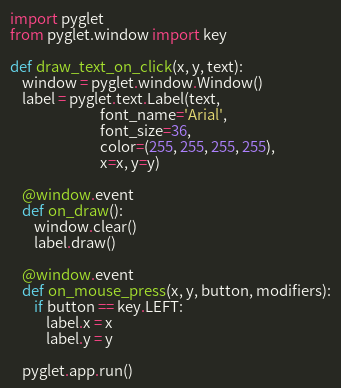 import pyglet
from pyglet.window import key

def draw_text_on_click(x, y, text):
    window = pyglet.window.Window()
    label = pyglet.text.Label(text,
                              font_name='Arial',
                              font_size=36,
                              color=(255, 255, 255, 255),
                              x=x, y=y)

    @window.event
    def on_draw():
        window.clear()
        label.draw()

    @window.event
    def on_mouse_press(x, y, button, modifiers):
        if button == key.LEFT:
            label.x = x
            label.y = y

    pyglet.app.run()